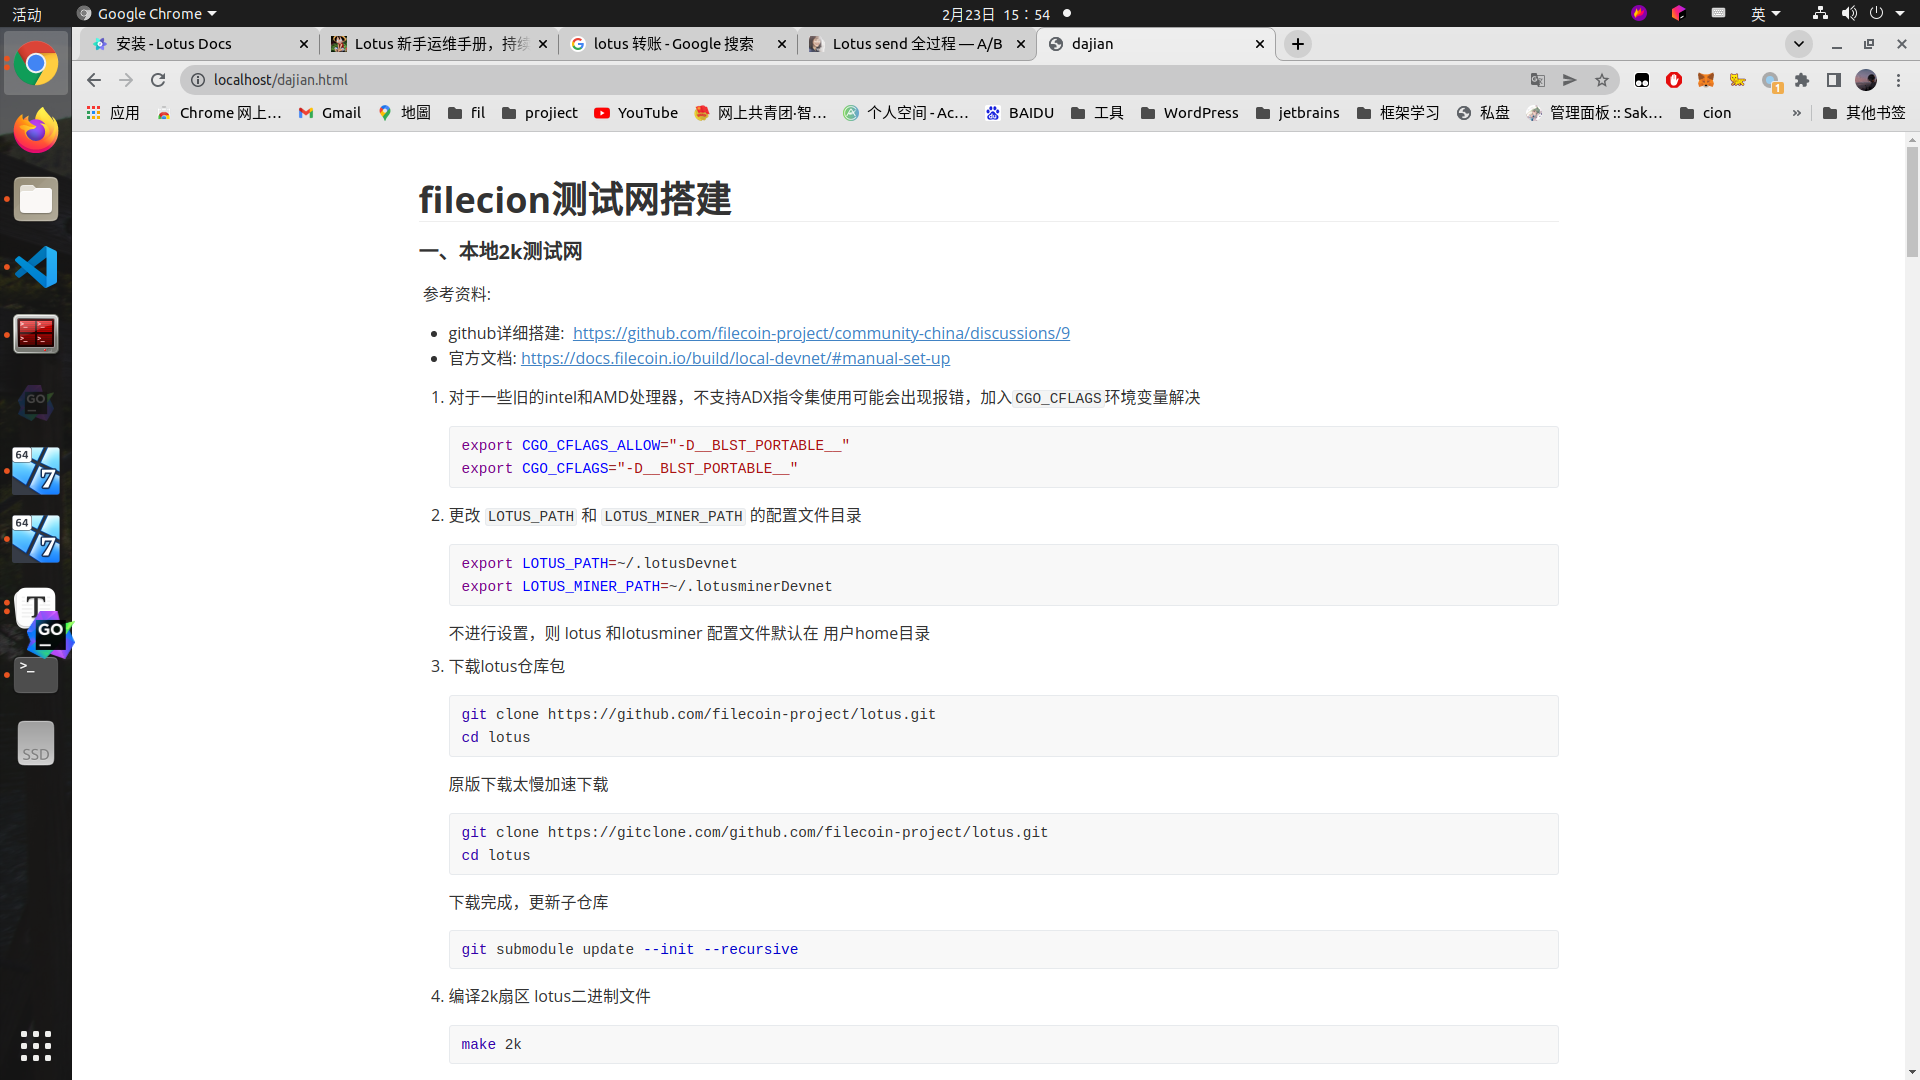 活动
Google Chrome
2月23日 15：54
英
安装 - Lotus Docs
Lotus 新手运维手册，持续
lotus 转账 - Google 搜索
Lotus send 全过程 — A/B
dajian
localhost/dajian.html
1
应用
Chrome 网上…
Gmail
地圖
fil
projiect
YouTube
网上共青团·智…
个人空间 - Ac…
BAIDU
工具
WordPress
jetbrains
框架学习
私盘
管理面板 :: Sak…
cion
»
其他书签
filecion测试网搭建
一、本地2k测试网
参考资料:
github详细搭建: https://github.com/filecoin-project/community-china/discussions/9
官方文档: https://docs.filecoin.io/build/local-devnet/#manual-set-up
1. 对于一些旧的intel和AMD处理器，不支持ADX指令集使用可能会出现报错，加入CGO_CFLAGS环境变量解决
export CGO_CFLAGS_ALLOW="-D__BLST_PORTABLE__"
export CGO_CFLAGS="-D__BLST_PORTABLE__"
2. 更改 LOTUS_PATH 和 LOTUS_MINER_PATH 的配置文件目录
export LOTUS_PATH=~/.lotusDevnet
export LOTUS_MINER_PATH=~/.lotusminerDevnet
不进行设置，则 lotus 和lotusminer 配置文件默认在 用户home目录
3. 下载lotus仓库包
git clone https://github.com/filecoin-project/lotus.git
cd lotus
原版下载太慢加速下载
git clone https://gitclone.com/github.com/filecoin-project/lotus.git
cd lotus
下载完成，更新子仓库
git submodule update --init --recursive
4. 编译2k扇区 lotus二进制文件
make 2k
GO
64
7
64
7
T
GO
>_
SSD